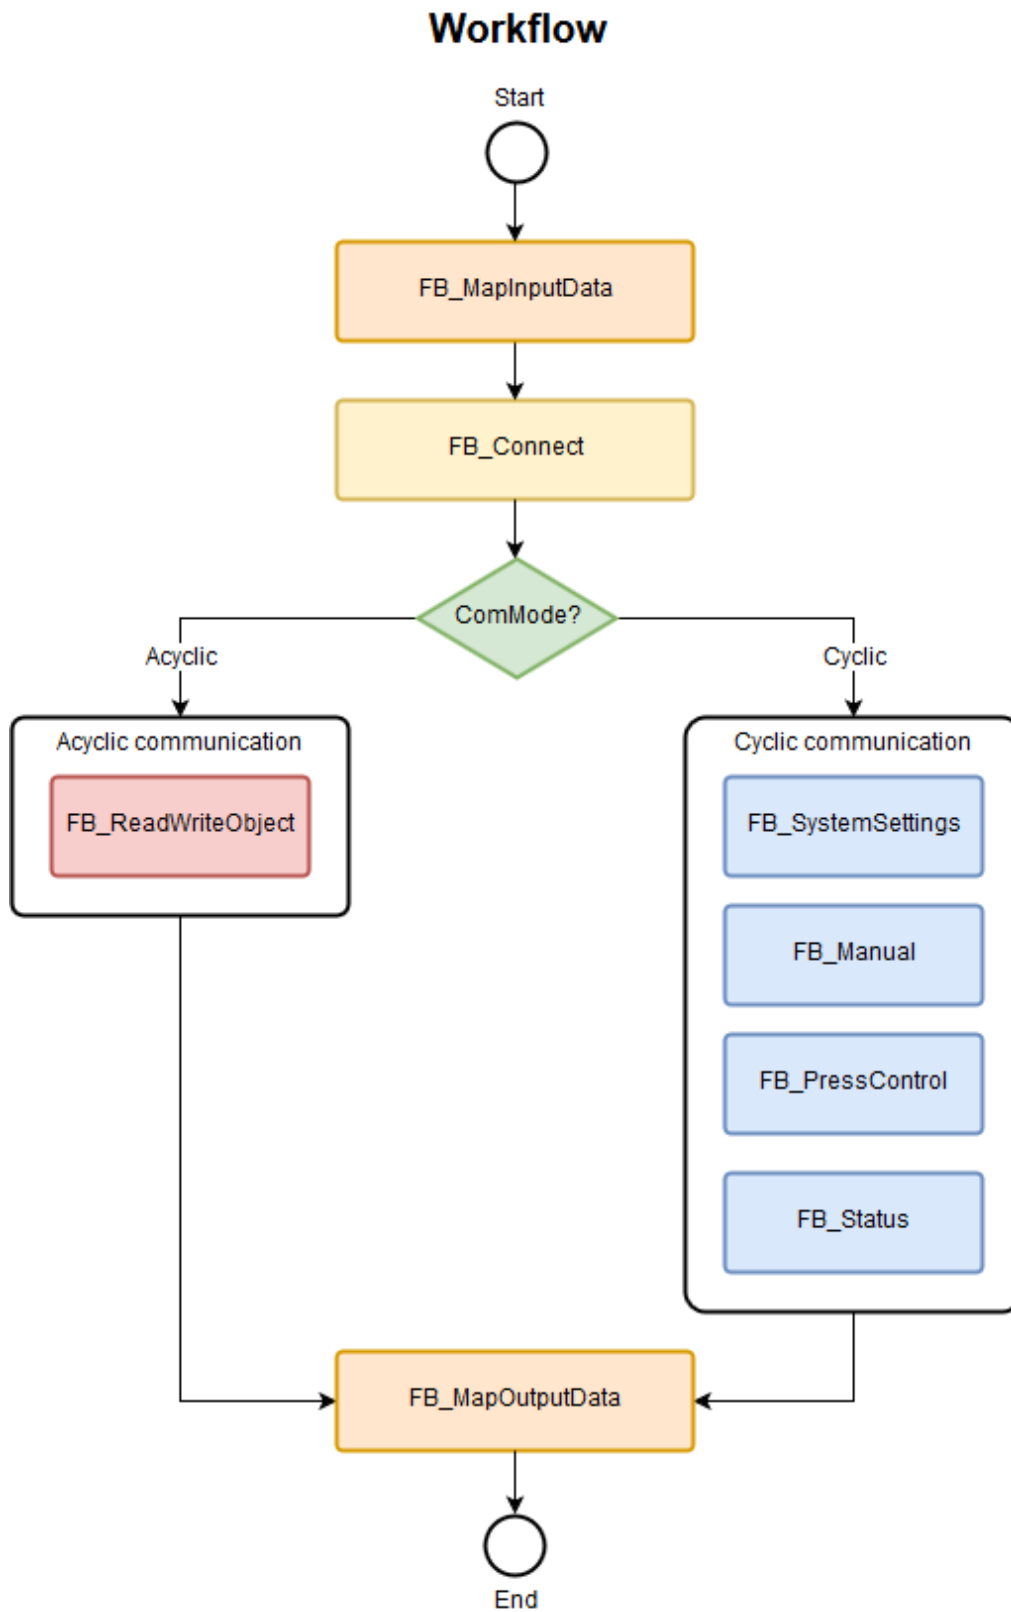 Workflow
Start
FB_MapInputData
FB_Connect
ComMode?
Acyclic
Cyclic
Acyclic communication
FB_ReadWriteObject
Cyclic communication
FB_SystemSettings
FB_Manual
FB_PressControl
FB_Status
FB_MapOutputData
End